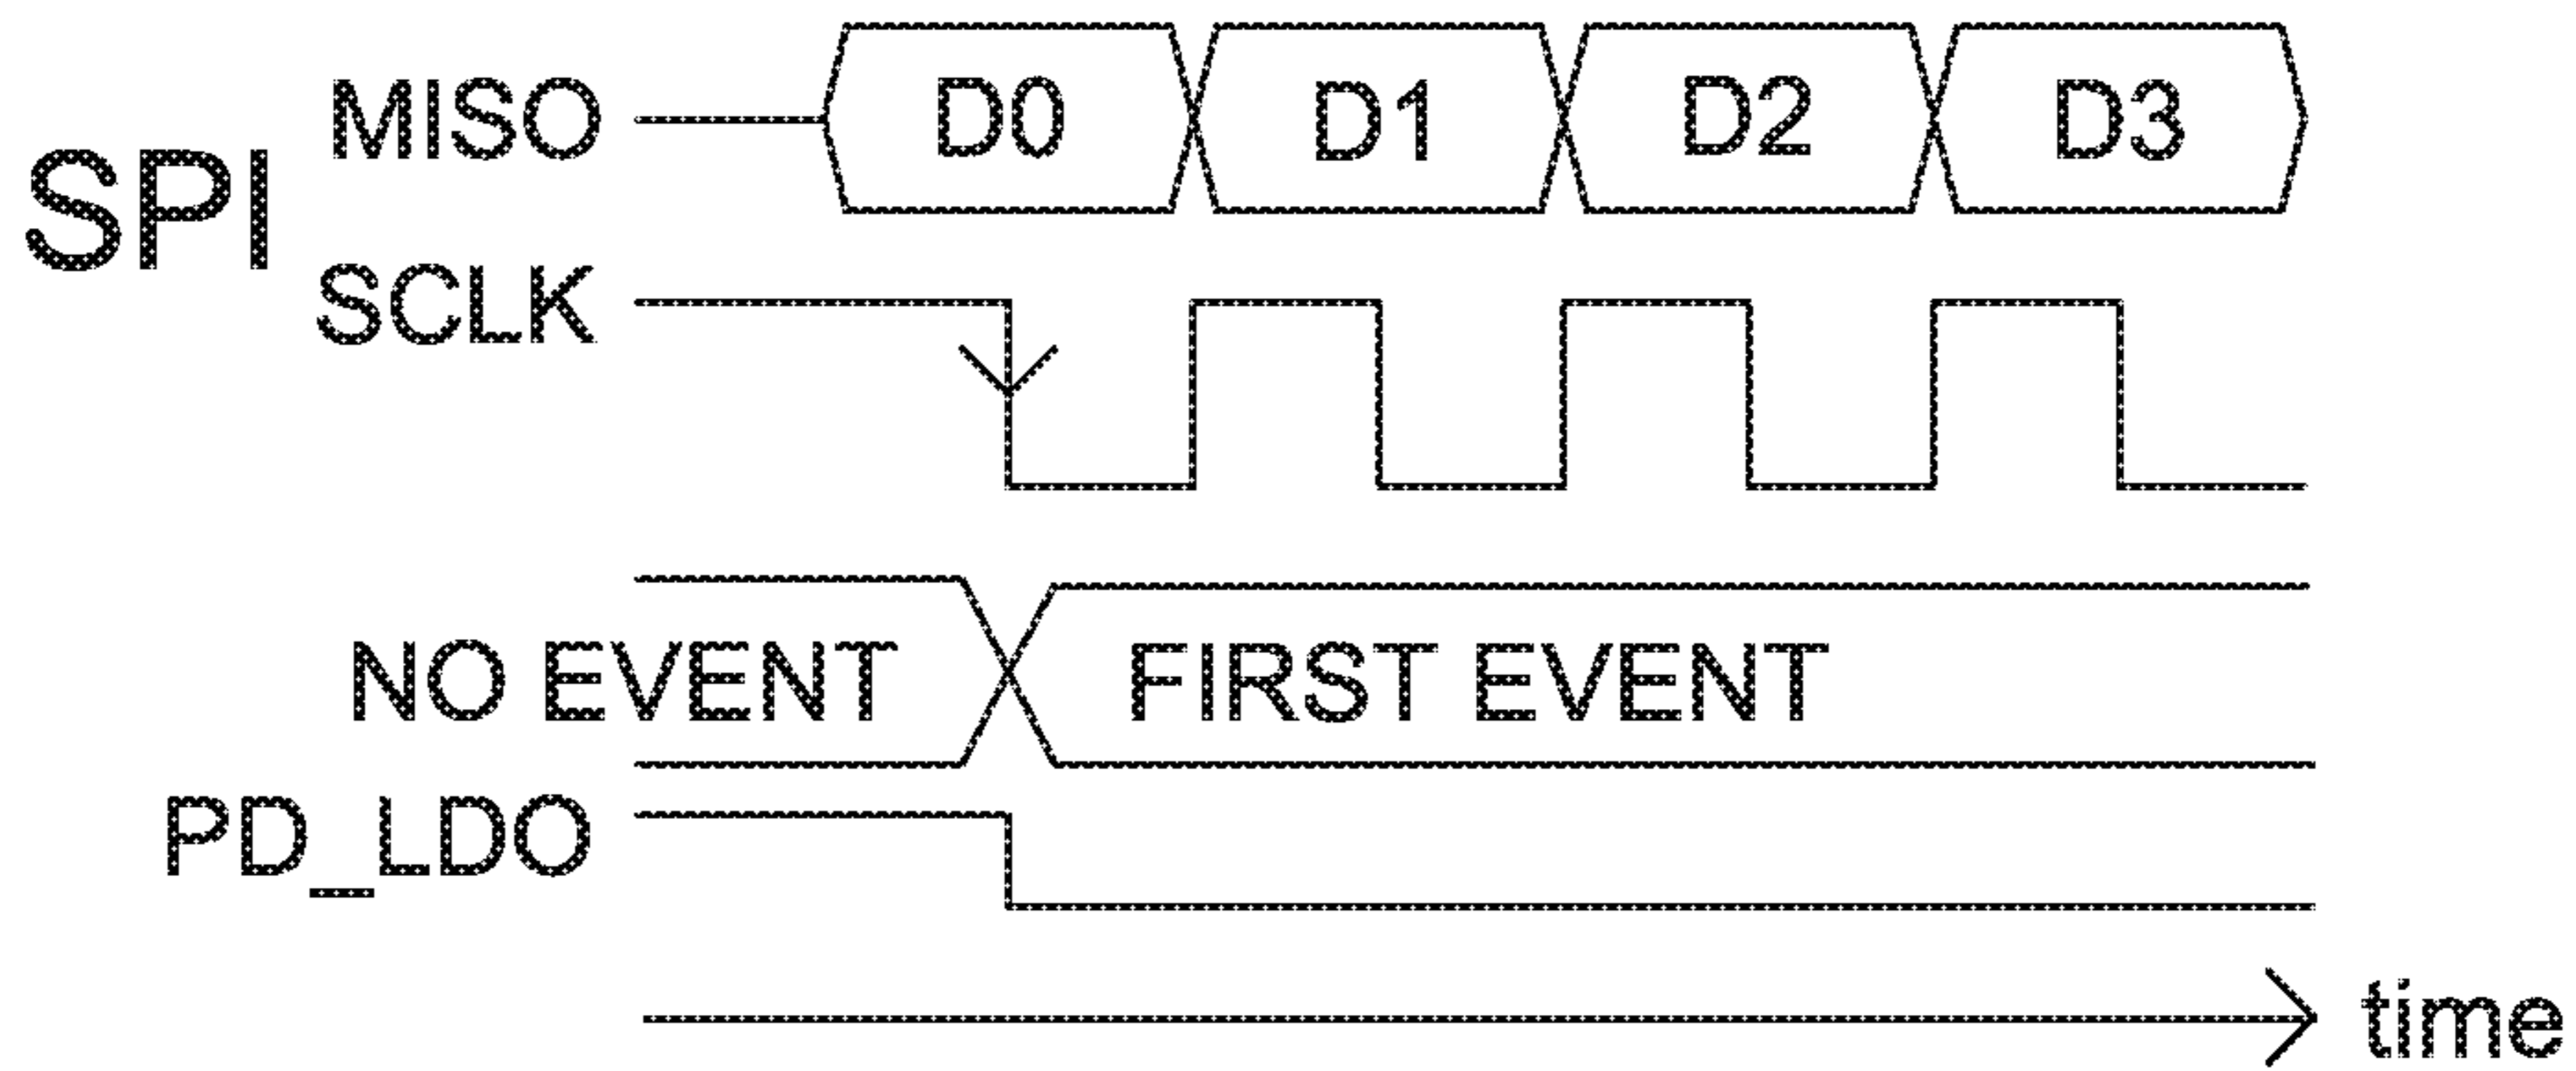 SPI
MISO D0 D1 D2 D3
SCLK
NO EVENT FIRST EVENT
PD_LDO
time